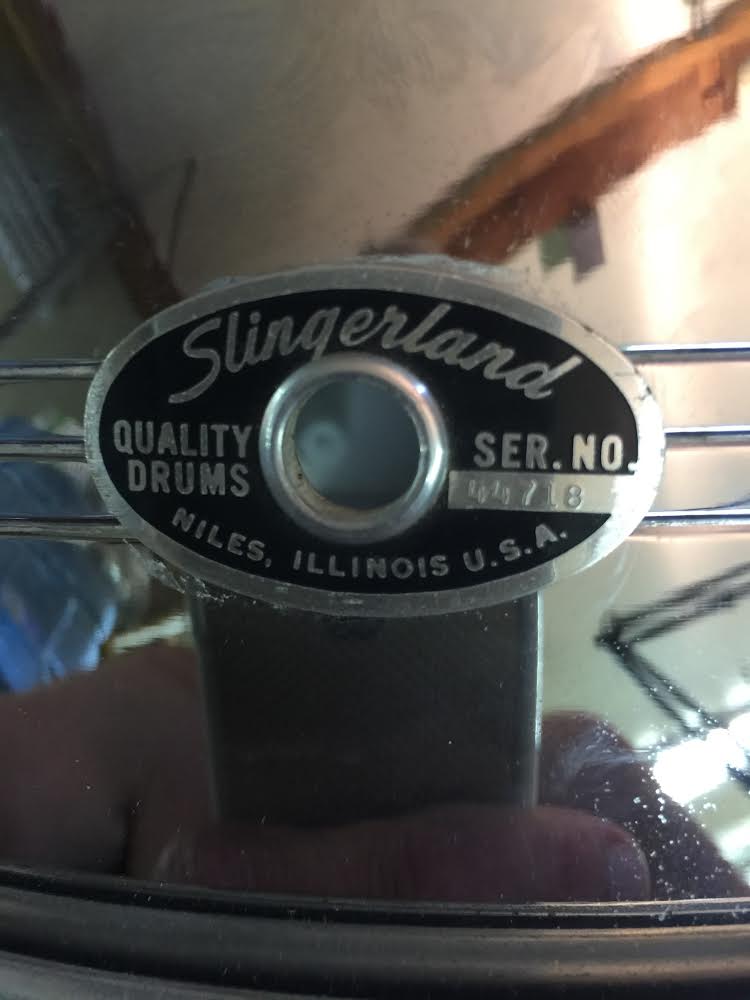 Slingerland
QUALITY
DRUMS
SER. NO.
44718
NILES, ILLINOIS U.S.A.